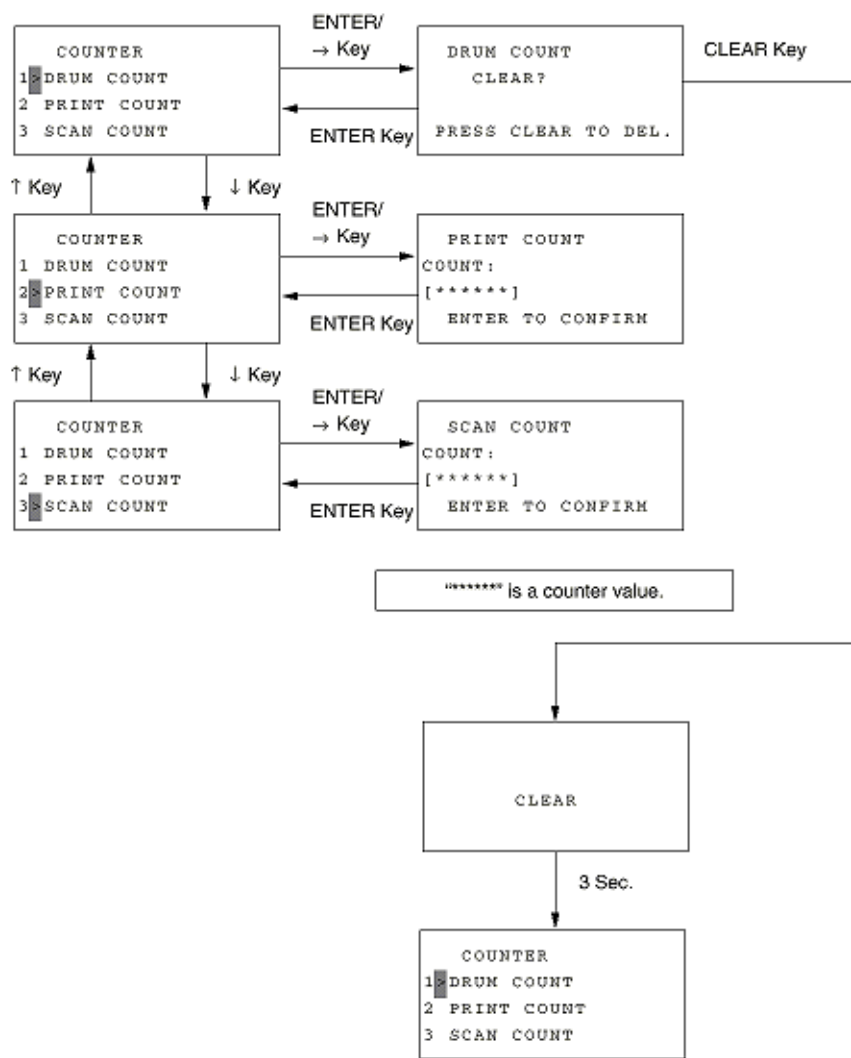 COUNTER
1>DRUM COUNT
2 PRINT COUNT
3 SCAN COUNT
ENTER/
→ Key
ENTER Key
DRUM COUNT
CLEAR?
PRESS CLEAR TO DEL.
CLEAR Key
↑ Key
↓ Key
COUNTER
1 DRUM COUNT
2>PRINT COUNT
3 SCAN COUNT
ENTER/
→ Key
ENTER Key
PRINT COUNT
COUNT:
[******]
ENTER TO CONFIRM
↑ Key
↓ Key
COUNTER
1 DRUM COUNT
2 PRINT COUNT
3>SCAN COUNT
ENTER/
→ Key
ENTER Key
SCAN COUNT
COUNT:
[******]
ENTER TO CONFIRM
"******" is a counter value.
CLEAR
3 Sec.
COUNTER
1>DRUM COUNT
2 PRINT COUNT
3 SCAN COUNT